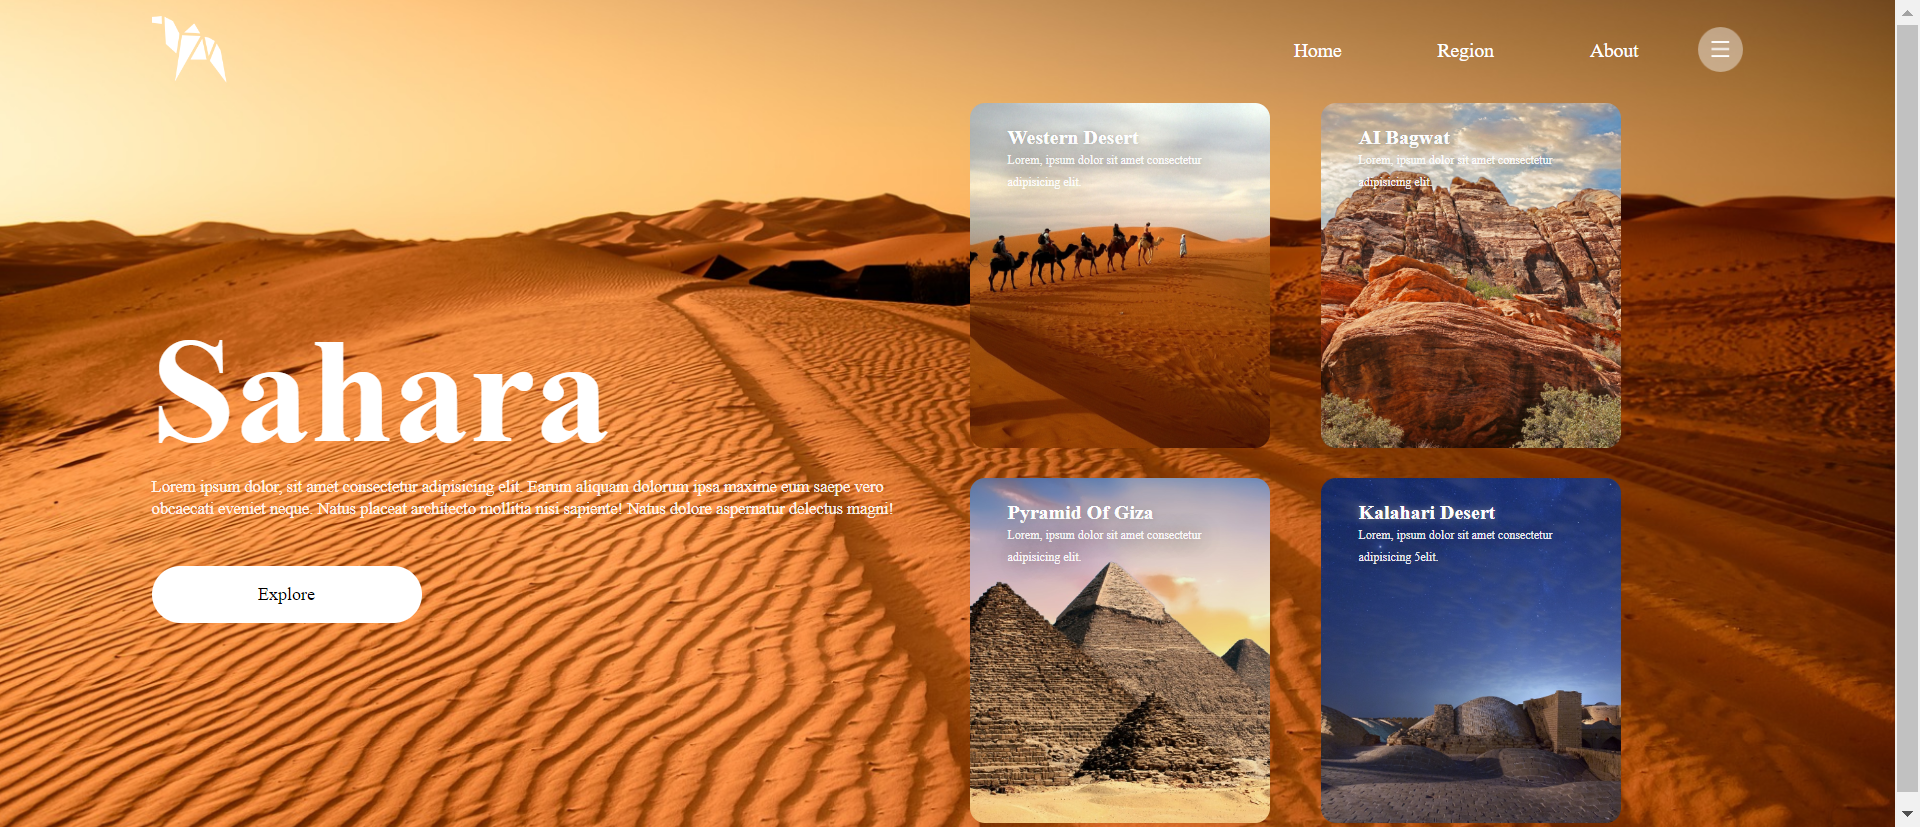 Home
Region
About
Western Desert
Lorem, ipsum dolor sit amet consectetur
adipisicing elit.
AI Bagwat
Lorem, ipsum dolor sit amet consectetur
adipisicing elit.
Sahara
Lorem ipsum dolor, sit amet consectetur adipisicing elit. Earum aliquam dolorum ipsa maxime eum saepe vero
obcaecati eveniet neque. Natus placeat architecto mollitia nisi sapiente! Natus dolore aspernatur delectus magni!
Explore
Pyramid Of Giza
Lorem, ipsum dolor sit amet consectetur
adipisicing elit.
Kalahari Desert
Lorem, ipsum dolor sit amet consectetur
adipisicing 5elit.